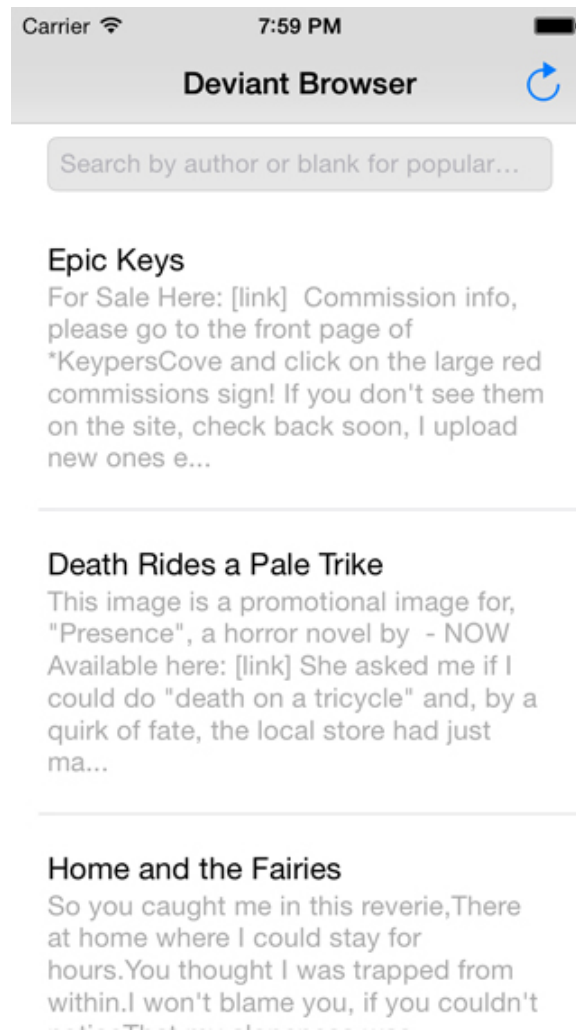 Carrier 7:59 PM
Deviant Browser
Search by author or blank for popular...
Epic Keys
For Sale Here: [link]  Commission info,
please go to the front page of
*KeypersCove and click on the large red
commissions sign! If you don't see them
on the site, check back soon, I upload
new ones e...
Death Rides a Pale Trike
This image is a promotional image for,
"Presence", a horror novel by  - NOW
Available here: [link] She asked me if I
could do "death on a tricycle" and, by a
quirk of fate, the local store had just
ma...
Home and the Fairies
So you caught me in this reverie,There
at home where I could stay for
hours.You thought I was trapped from
within.I won't blame you, if you couldn't